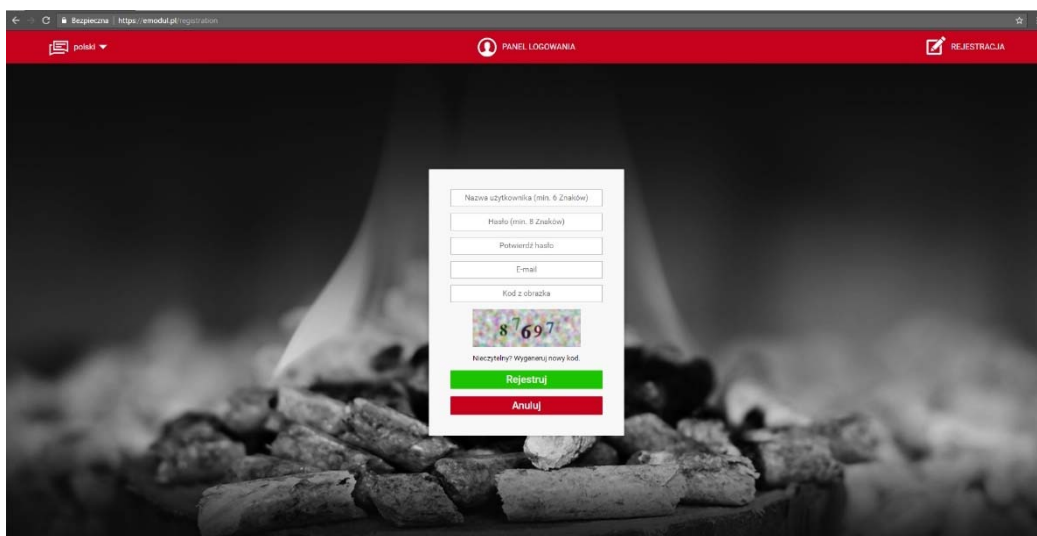 Bezpieczna | https://emodul.pl/registration
polski
PANEL LOGOWANIA
REJESTRACJA
Nazwa użytkownika (min. 6 Znaków)
Hasło (min. 8 Znaków)
Potwierdź hasło
E-mail
Kod z obrazka
87697
Nieczytelny? Wygeneruj nowy kod.
Rejestruj
Anuluj